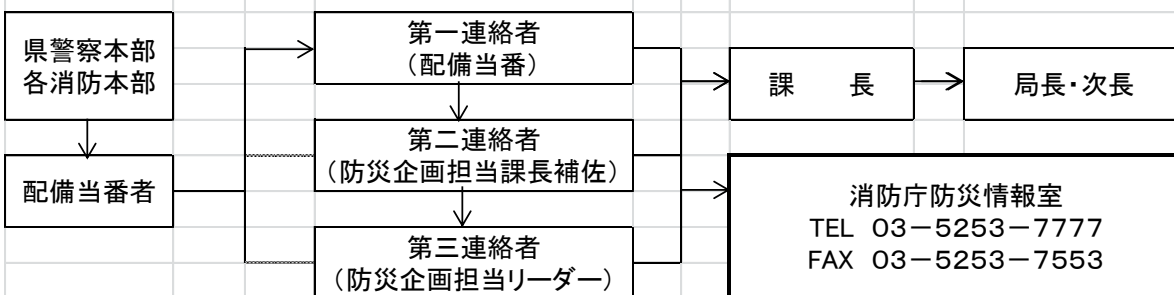 県警察本部
各消防本部
配備当番者
第一連絡者
（配備当番）
第二連絡者
（防災企画担当課長補佐）
第三連絡者
（防災企画担当リーダー）
課　　長
局長・次長
消防庁防災情報室
TEL　０３－５２５３－７７７７
FAX　０３－５２５３－７５５３